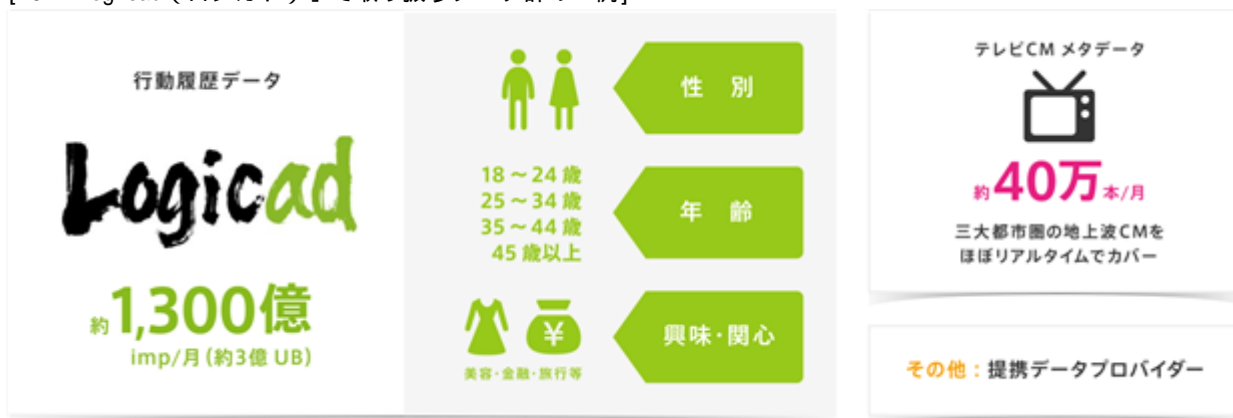 行動履歴データ
Logicad
約1,300億
imp/月(約3億 UB)
性 別
18～24歳
25～34歳
35～44歳
45歳以上
年 齢
¥
美容・金融・旅行等
興味・関心
テレビCM メタデータ
約40万本/月
三大都市圏の地上波CMを
ほぼリアルタイムでカバー
その他：提携データプロバイダー